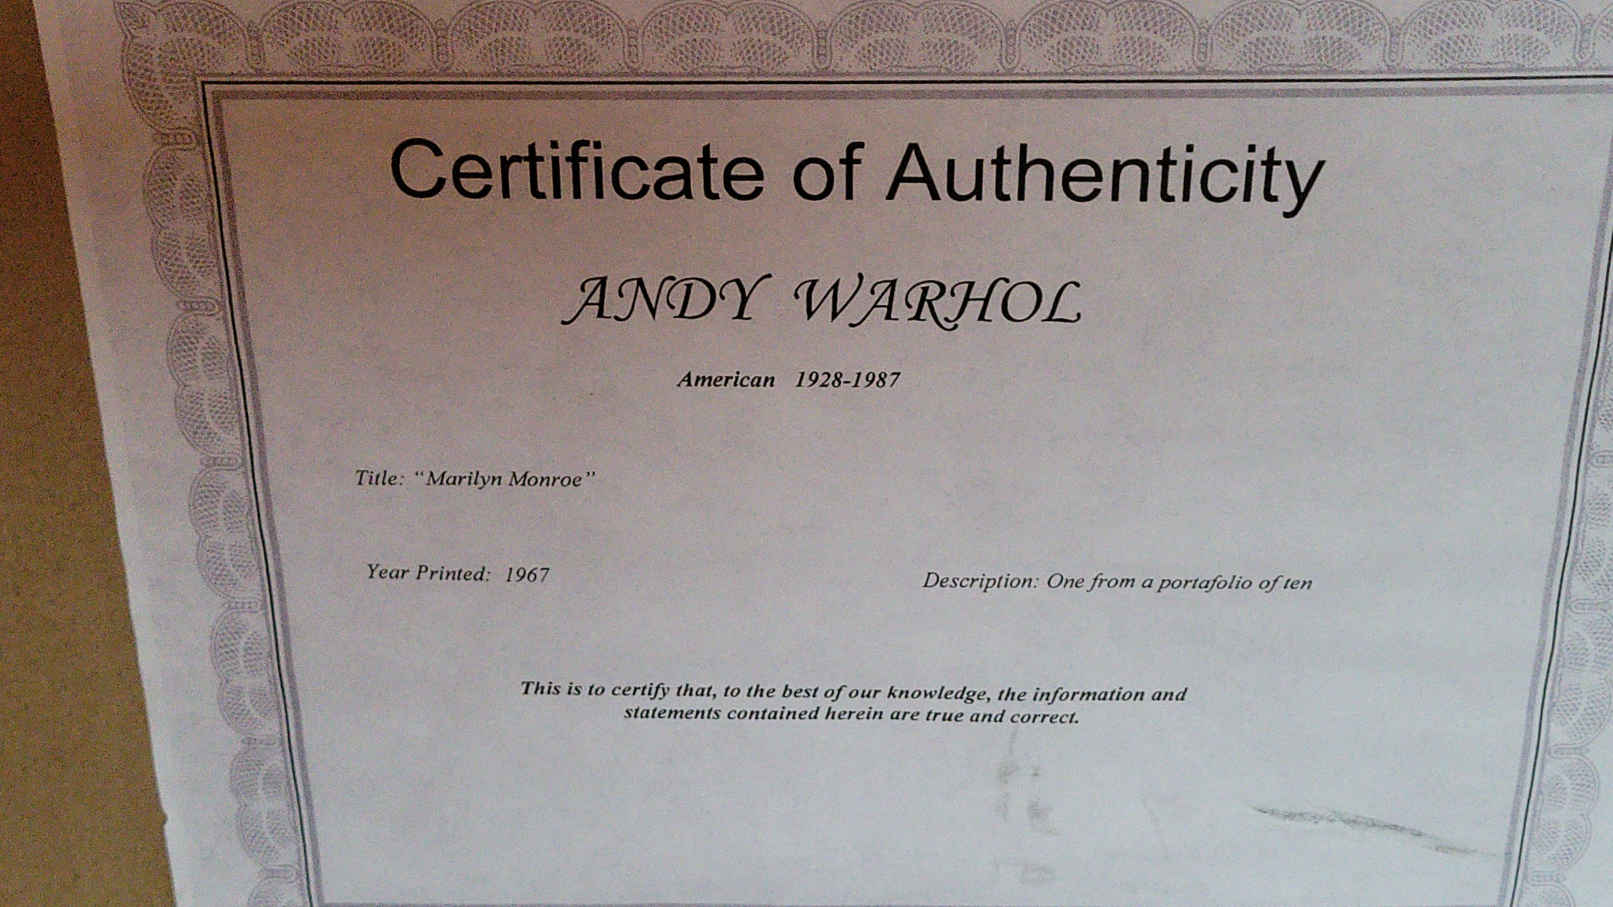 Certificate of Authenticity
ANDY WARHOL
American 1928-1987
Title: “Marilyn Monroe”
Year Printed: 1967
Description: One from a portafolio of ten
This is to certify that, to the best of our knowledge, the information and
statements contained herein are true and correct.